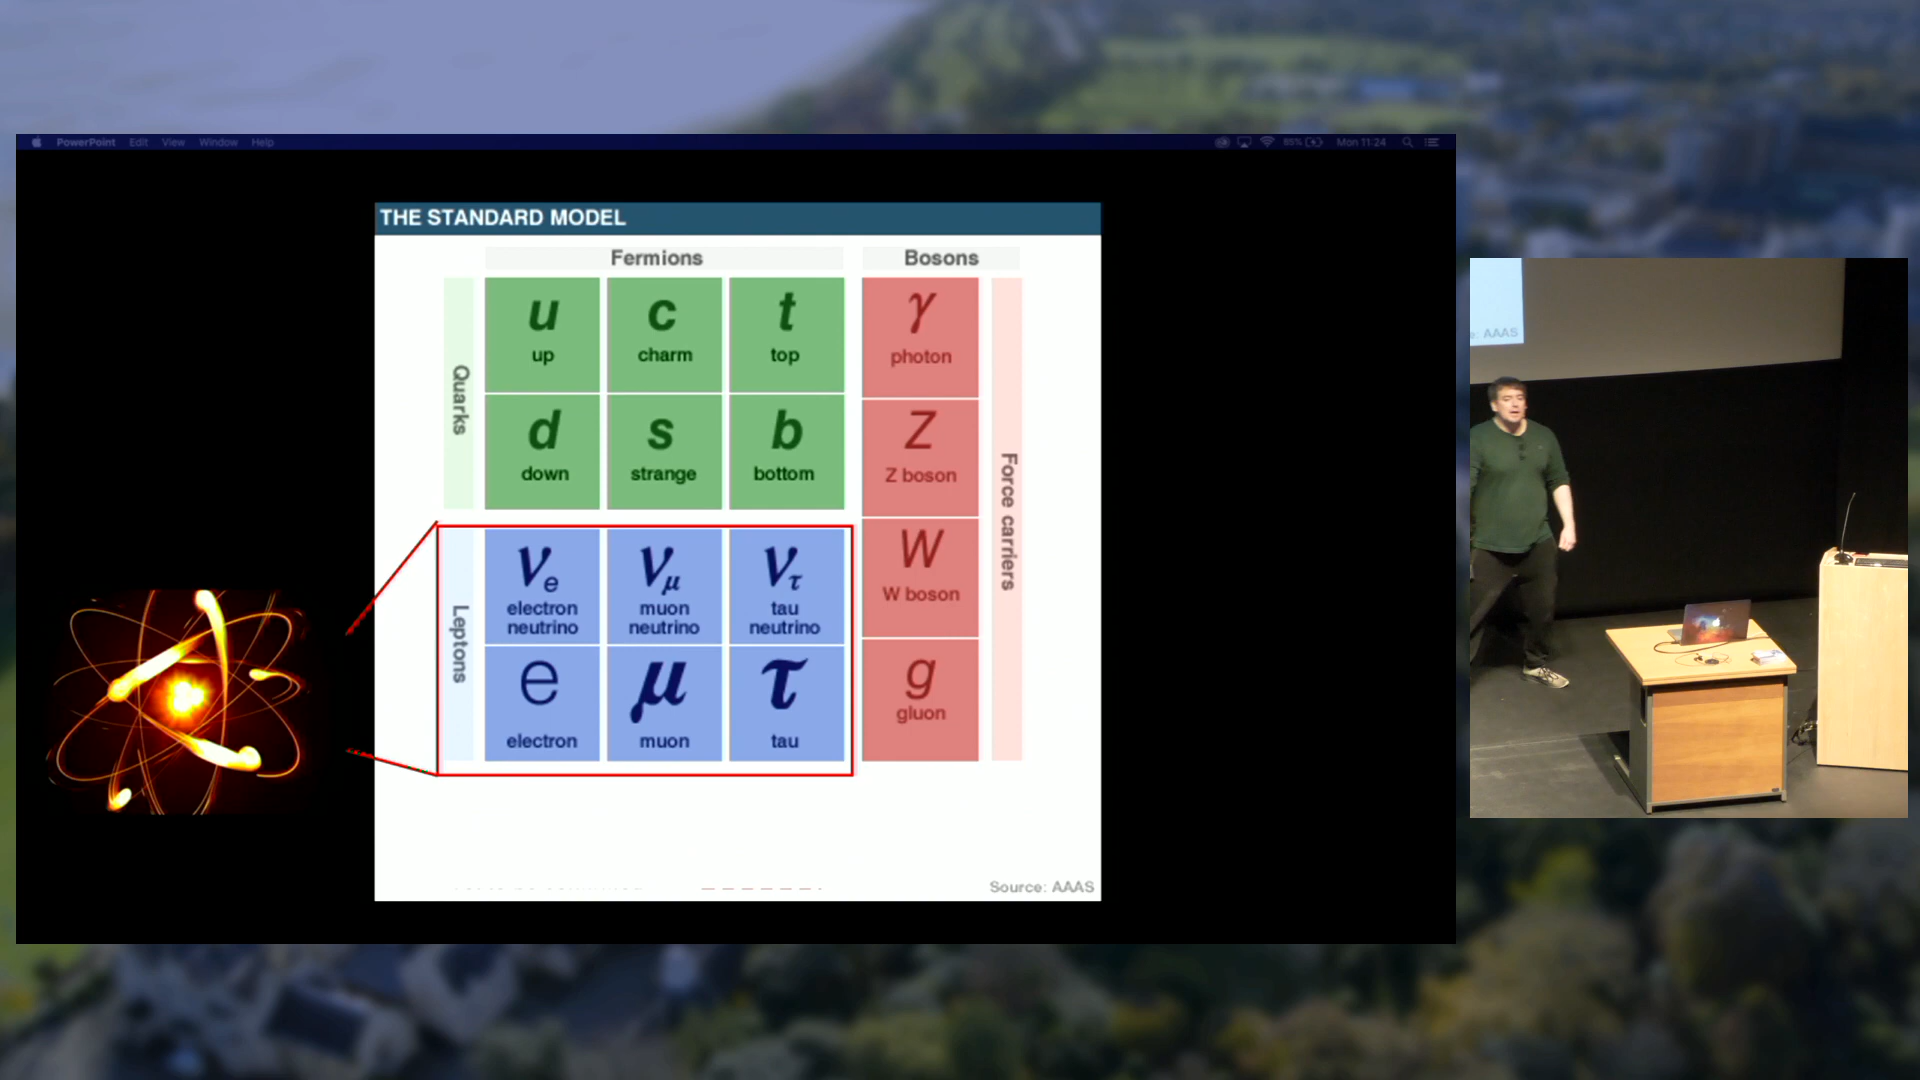 PowerPoint Edit View Window Help
65% Mon 11:24
THE STANDARD MODEL
Fermions
Bosons
Quarks
u
up
c
charm
t
top
d
down
s
strange
b
bottom
Leptons
νe
electron
neutrino
νμ
muon
neutrino
ντ
tau
neutrino
e
electron
μ
muon
τ
tau
γ
photon
Z
Z boson
W
W boson
g
gluon
Force carriers
Source: AAAS
e: AAAS